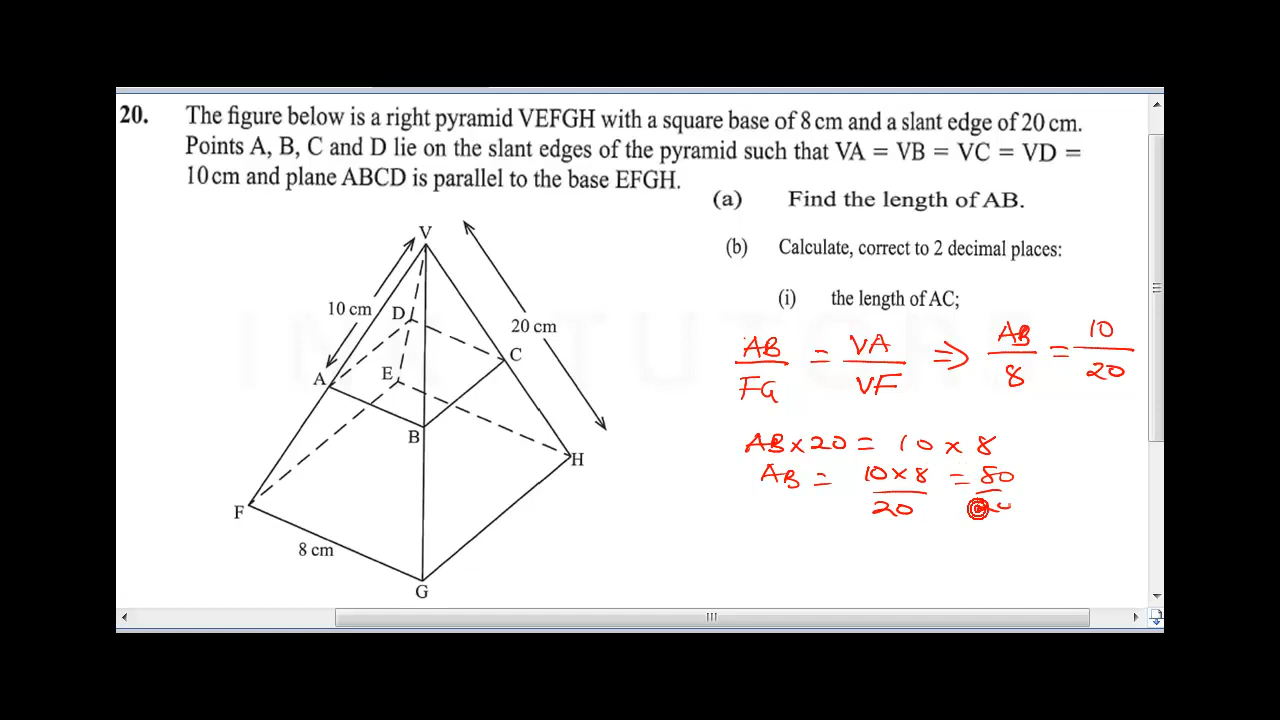 20. The figure below is a right pyramid VEFGH with a square base of 8 cm and a slant edge of 20 cm.
Points A, B, C and D lie on the slant edges of the pyramid such that VA = VB = VC = VD =
10 cm and plane ABCD is parallel to the base EFGH.
(a) Find the length of AB.
(b) Calculate, correct to 2 decimal places:
(i) the length of AC;
V
10 cm
D
20 cm
C
A
E
B
H
F
8 cm
G
AB/FG = VA/VF ⇒ AB/8 = 10/20
AB × 20 = 10 × 8
AB = 10 × 8/20 = 80/